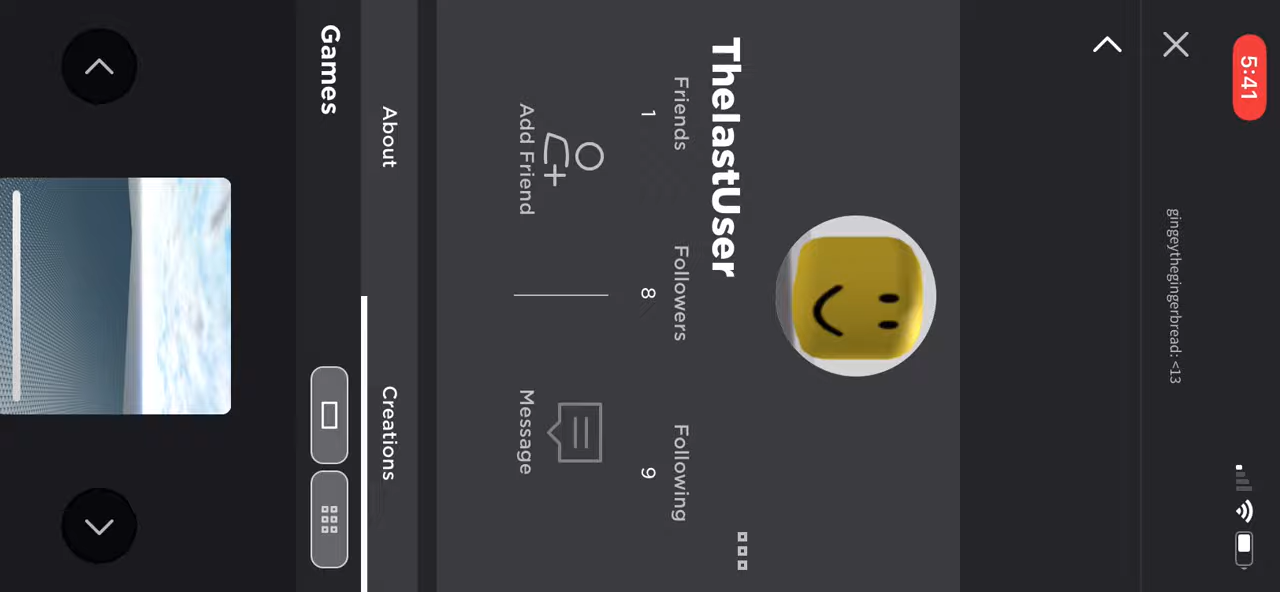 5:41
gingeythegingerbread: <13
TheIastUser
Friends
Followers
Following
1
8
9
Add Friend
Message
About
Creations
Games